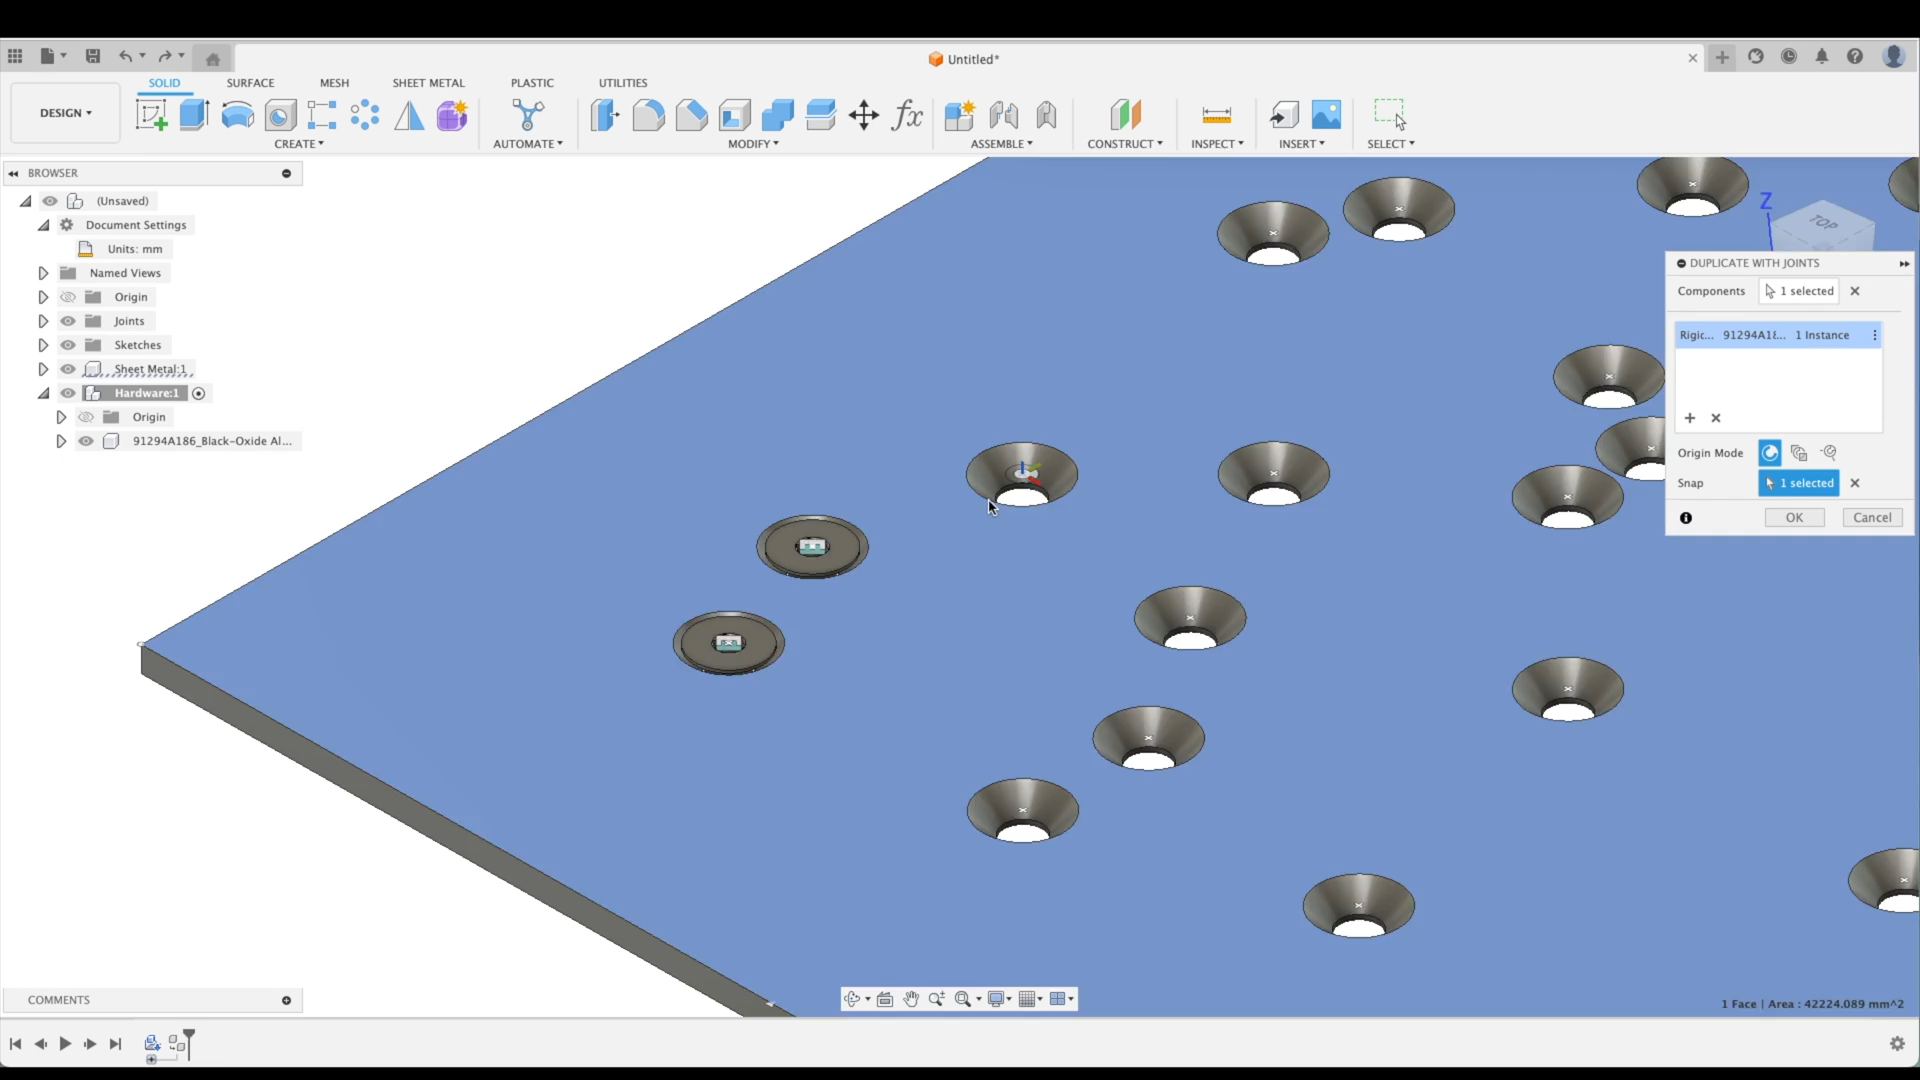 Untitled*
SOLID SURFACE MESH SHEET METAL PLASTIC UTILITIES
DESIGN
CREATE AUTOMATE MODIFY ASSEMBLE CONSTRUCT INSPECT INSERT SELECT
BROWSER
(Unsaved)
Document Settings
Units: mm
Named Views
Origin
Joints
Sketches
Sheet Metal:1
Hardware:1
Origin
91294A186_Black-Oxide Al...
Z
TOP
DUPLICATE WITH JOINTS
Components 1 selected
Rigid... 91294A18... 1 Instance
Origin Mode
Snap 1 selected
OK Cancel
COMMENTS
1 Face | Area : 42224.089 mm^2